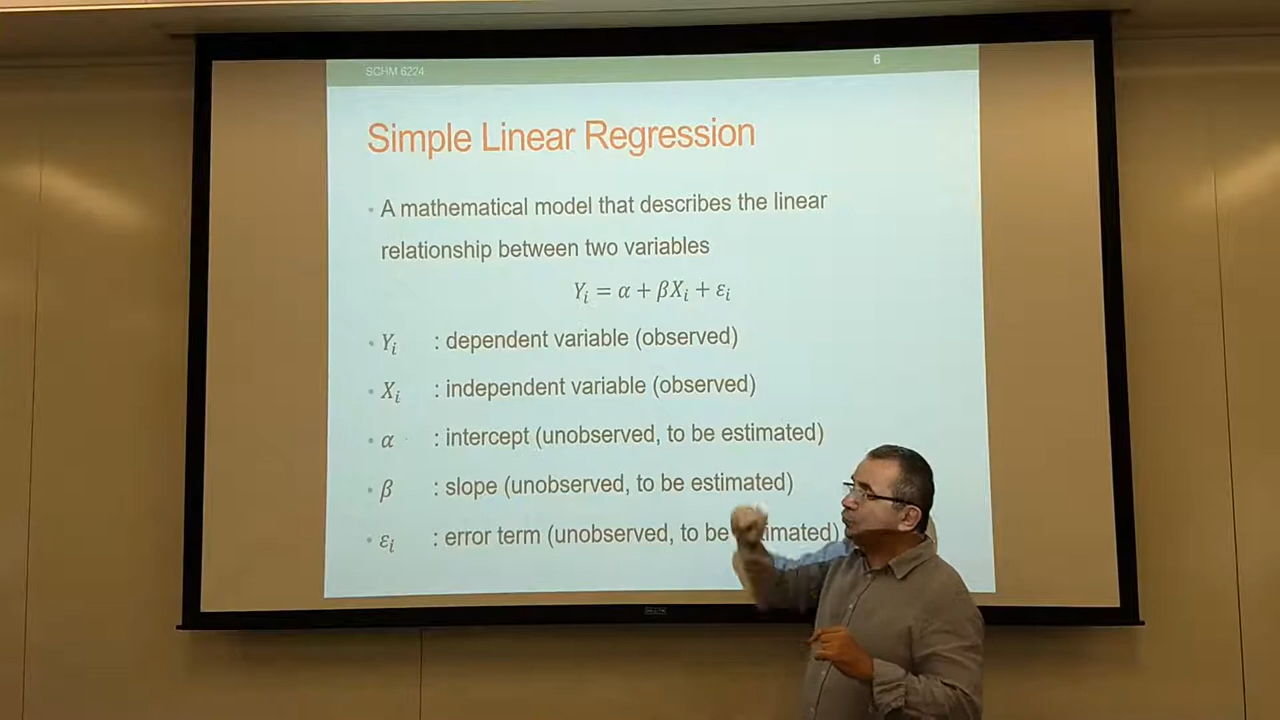 SCHM 6224
6
Simple Linear Regression
• A mathematical model that describes the linear
relationship between two variables
Yᵢ = α + βXᵢ + εᵢ
• Yᵢ : dependent variable (observed)
• Xᵢ : independent variable (observed)
• α : intercept (unobserved, to be estimated)
• β : slope (unobserved, to be estimated)
• εᵢ : error term (unobserved, to be estimated)